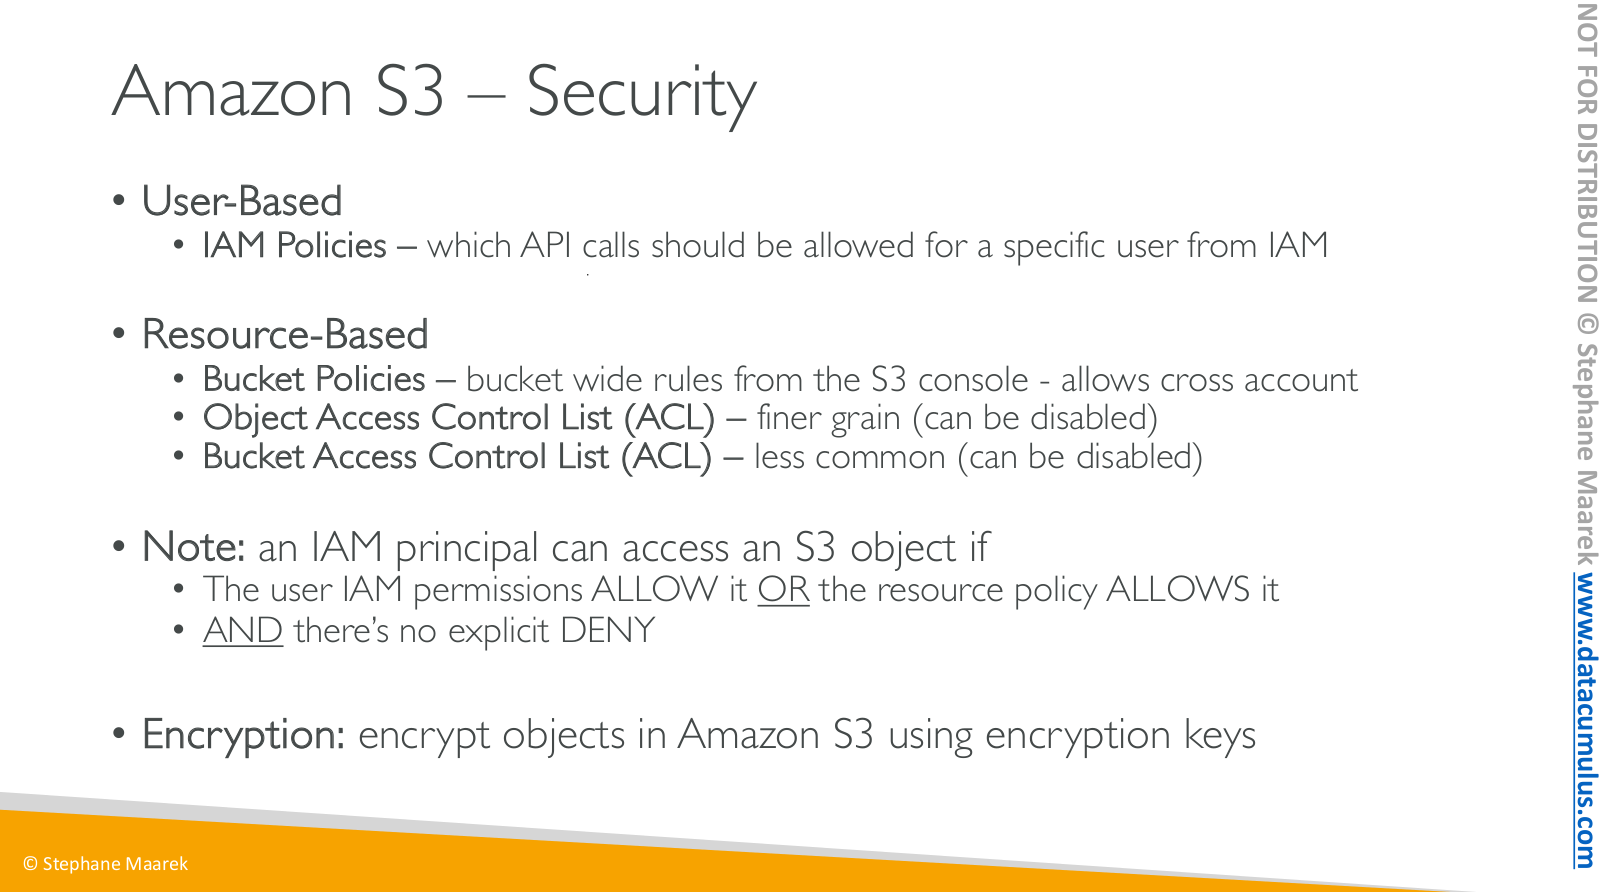 Amazon S3 – Security
• User-Based
• IAM Policies – which API calls should be allowed for a specific user from IAM
• Resource-Based
• Bucket Policies – bucket wide rules from the S3 console - allows cross account
• Object Access Control List (ACL) – finer grain (can be disabled)
• Bucket Access Control List (ACL) – less common (can be disabled)
• Note: an IAM principal can access an S3 object if
• The user IAM permissions ALLOW it OR the resource policy ALLOWS it
• AND there’s no explicit DENY
• Encryption: encrypt objects in Amazon S3 using encryption keys
© Stephane Maarek
NOT FOR DISTRIBUTION © Stephane Maarek www.datacumulus.com